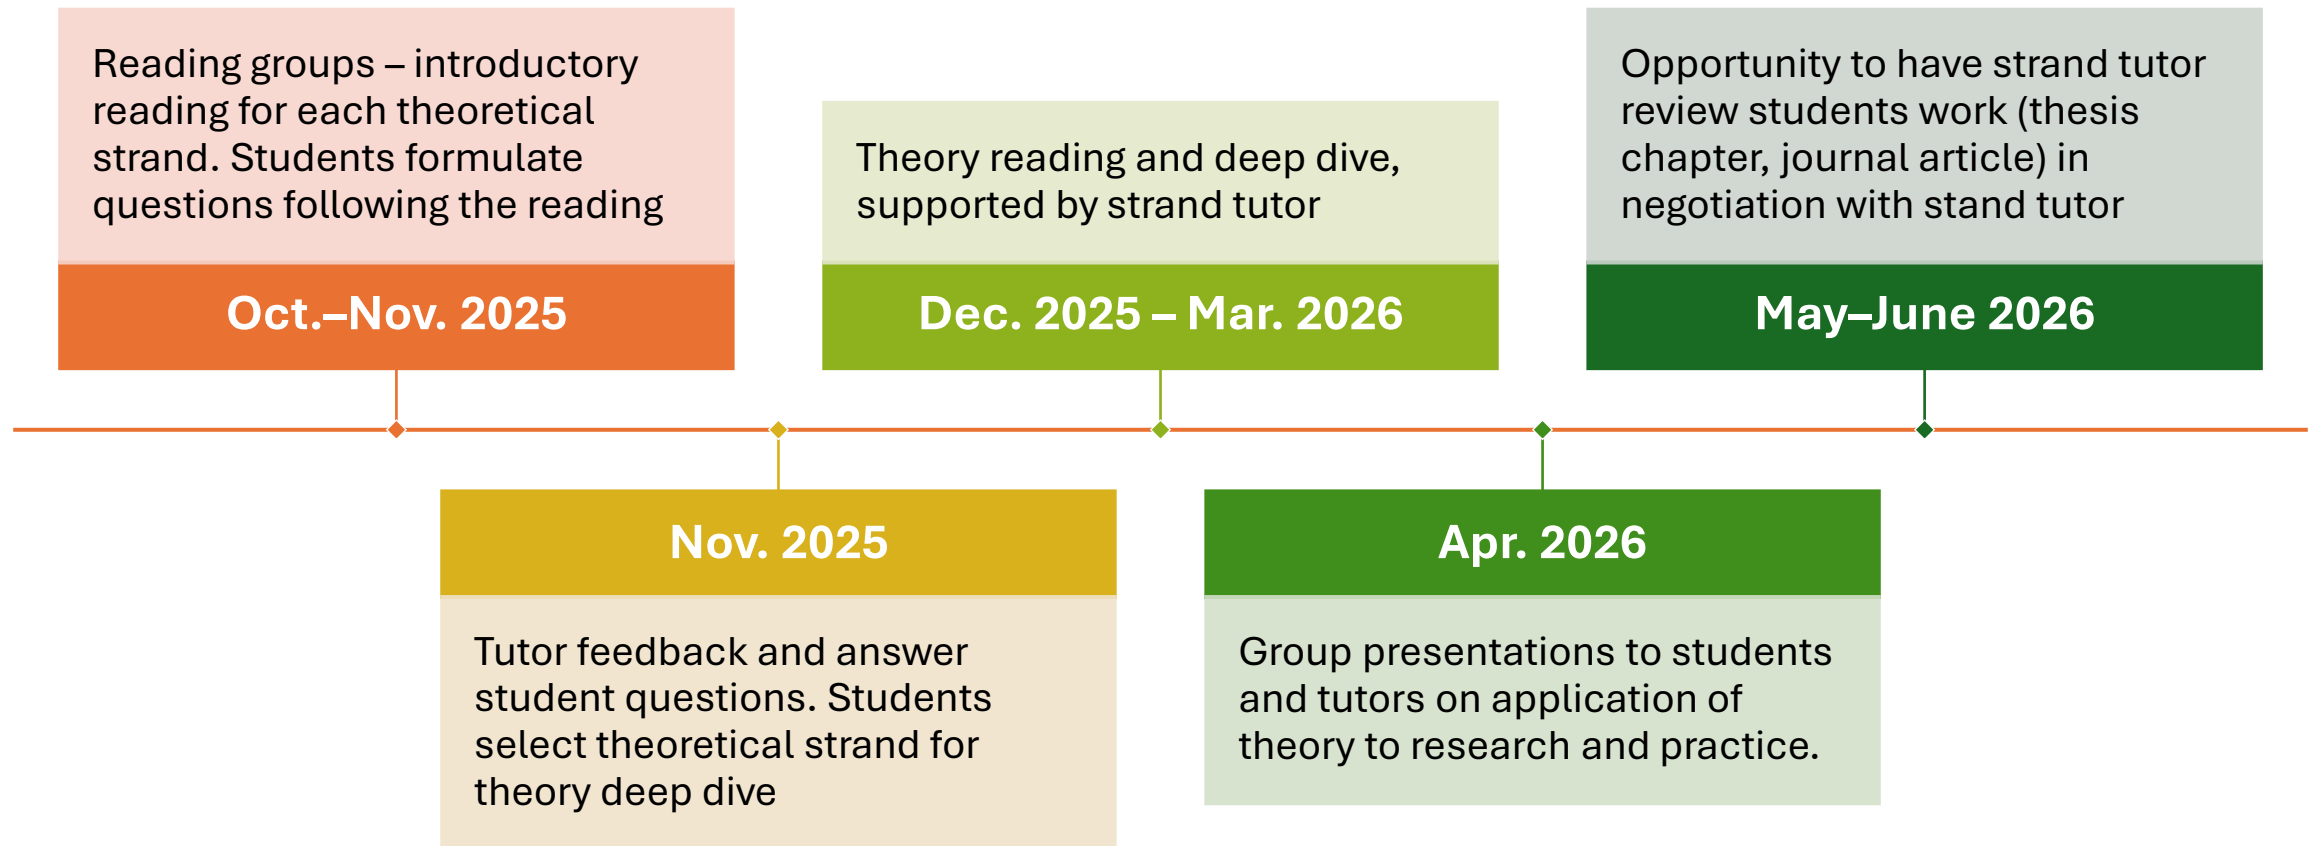 Reading groups – introductory
reading for each theoretical
strand. Students formulate
questions following the reading
Oct.–Nov. 2025
Tutor feedback and answer
student questions. Students
select theoretical strand for
theory deep dive
Nov. 2025
Theory reading and deep dive,
supported by strand tutor
Dec. 2025 – Mar. 2026
Group presentations to students
and tutors on application of
theory to research and practice.
Apr. 2026
Opportunity to have strand tutor
review students work (thesis
chapter, journal article) in
negotiation with stand tutor
May–June 2026